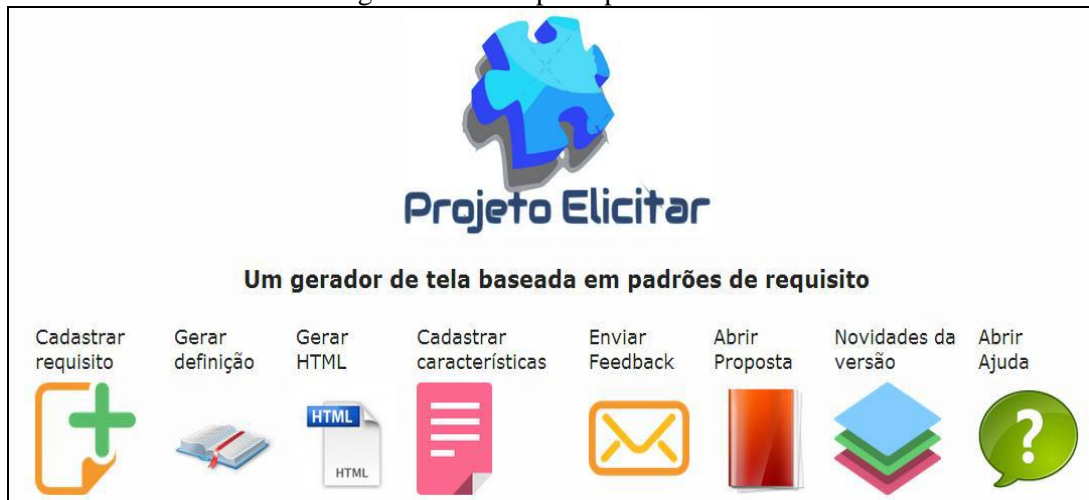 Projeto Elicitar
Um gerador de tela baseada em padrões de requisito
Cadastrar requisito
Gerar definição
Gerar HTML
Cadastrar características
Enviar Feedback
Abrir Proposta
Novidades da versão
Abrir Ajuda
HTML
HTML
?